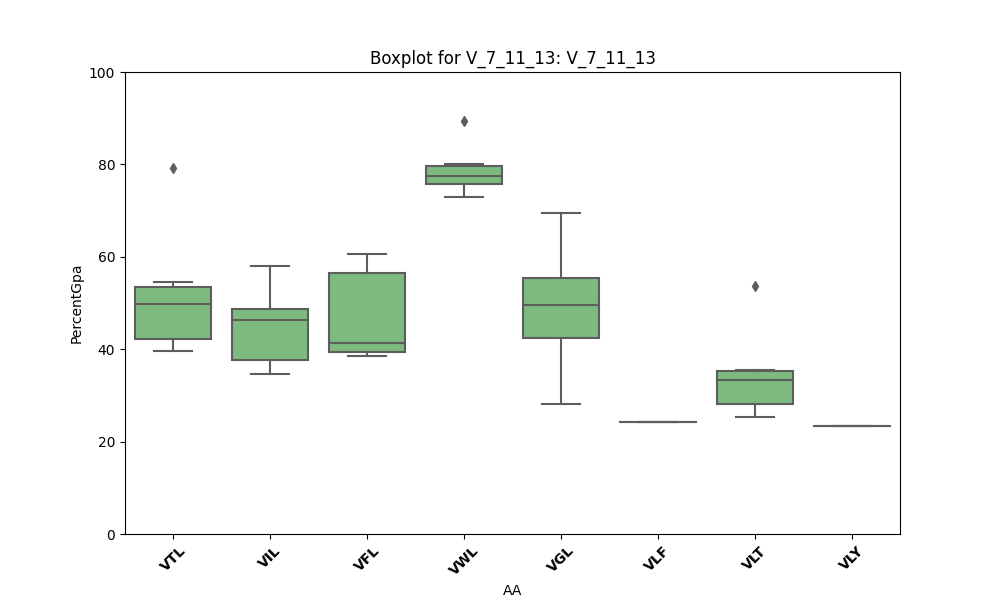 Boxplot for V_7_11_13: V_7_11_13
100
80
60
40
20
0
PercentGpa
VTL
VIL
VFL
VWL
VGL
VLF
VLT
VLY
AA